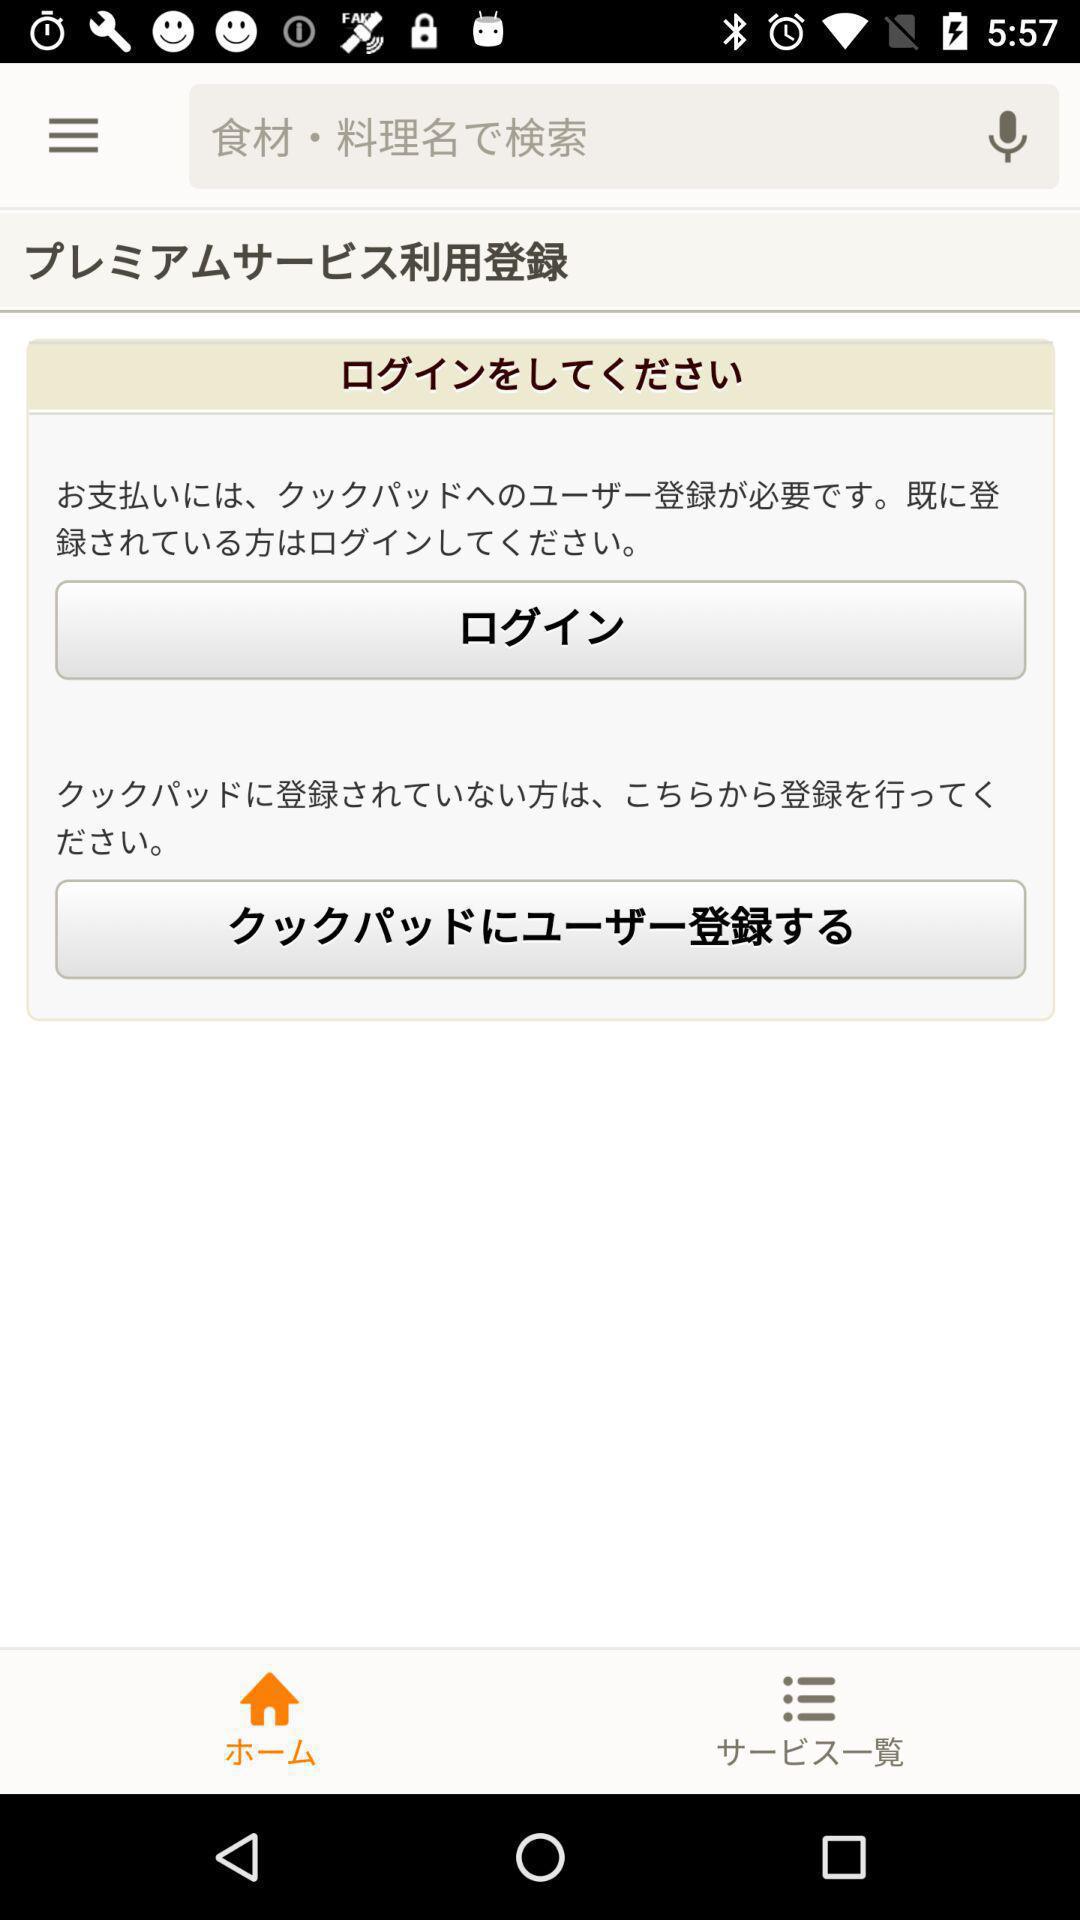 FAKE
5:57
食材・料理名で検索
プレミアムサービス利用登録
ログインをしてください
お支払いには、クックパッドへのユーザー登録が必要です。既に登
録されている方はログインしてください。
ログイン
クックパッドに登録されていない方は、こちらから登録を行ってく
ださい。
クックパッドにユーザー登録する
ホーム
サービス一覧